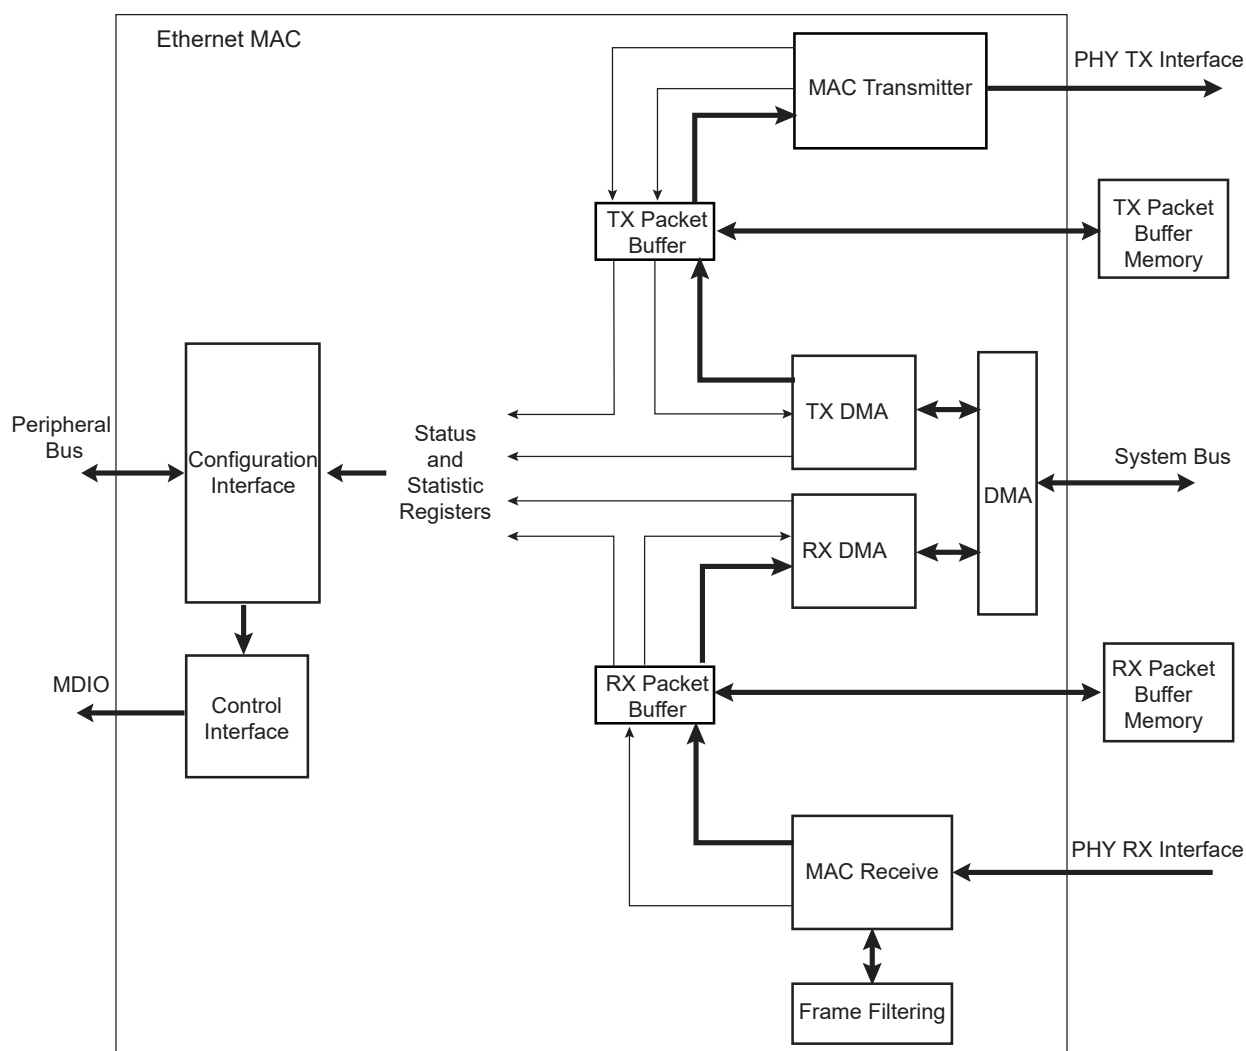 Ethernet MAC
MAC Transmitter
PHY TX Interface
TX Packet
Buffer
TX Packet
Buffer
Memory
Peripheral
Bus
Configuration
Interface
Status
and
Statistic
Registers
TX DMA
RX DMA
DMA
System Bus
MDIO
Control
Interface
RX Packet
Buffer
RX Packet
Buffer
Memory
MAC Receive
PHY RX Interface
Frame Filtering